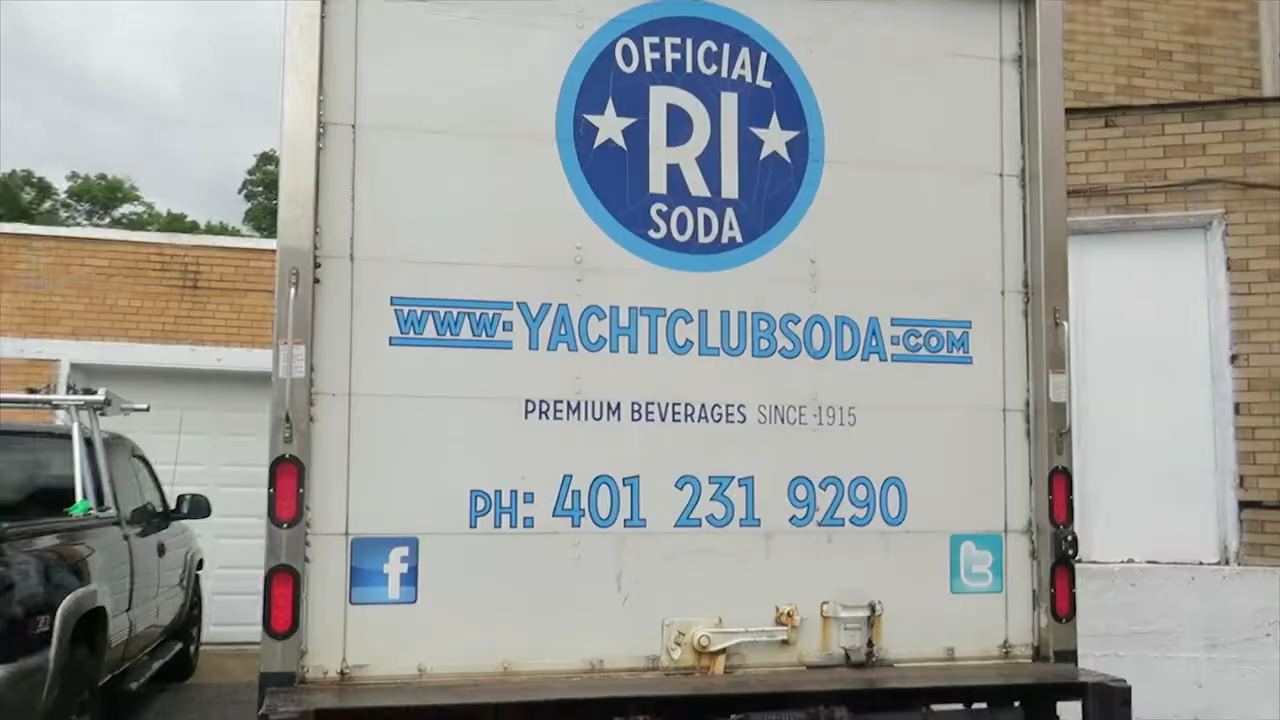 OFFICIAL
RI
SODA
WWW.YACHTCLUBSODA.COM
PREMIUM BEVERAGES SINCE 1915
PH: 401 231 9290
f
t